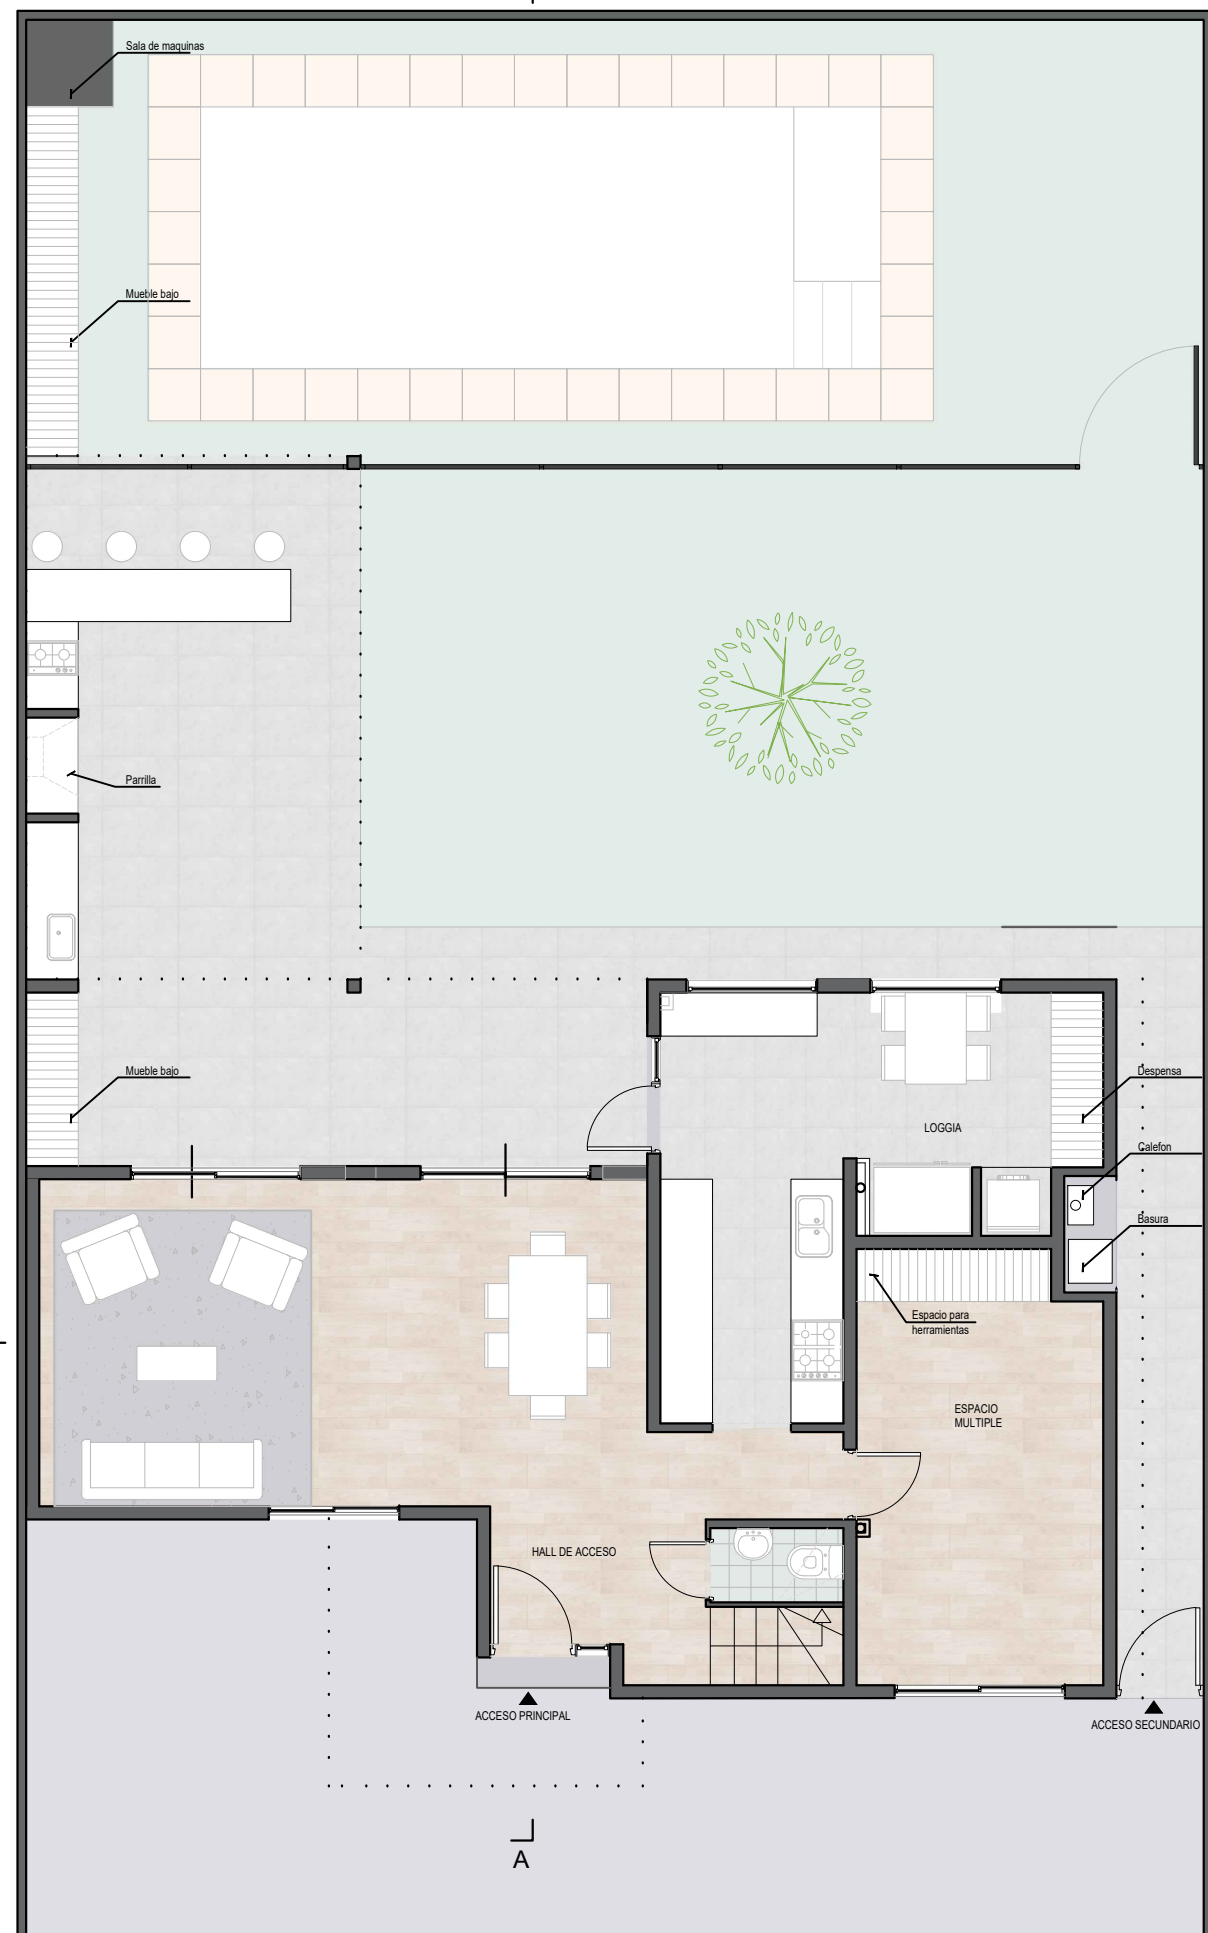 Sala de maquinas
Mueble bajo
Parrilla
Mueble bajo
Despensa
LOGGIA
Calefon
Basura
Espacio para
herramientas
ESPACIO
MULTIPLE
HALL DE ACCESO
ACCESO PRINCIPAL
ACCESO SECUNDARIO
A